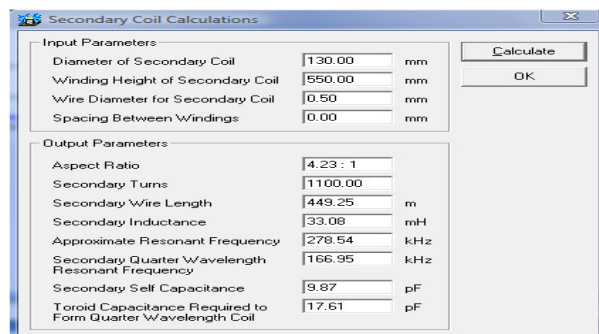 Secondary Coil Calculations
Input Parameters
Diameter of Secondary Coil 130.00 mm
Calculate
Winding Height of Secondary Coil 550.00 mm
OK
Wire Diameter for Secondary Coil 0.50 mm
Spacing Between Windings 0.00 mm
Output Parameters
Aspect Ratio 4.23 : 1
Secondary Turns 1100.00
Secondary Wire Length 449.25 m
Secondary Inductance 33.08 mH
Approximate Resonant Frequency 278.54 kHz
Secondary Quarter Wavelength 166.95 kHz
Resonant Frequency
Secondary Self Capacitance 9.87 pF
Toroid Capacitance Required to 17.61 pF
Form Quarter Wavelength Coil